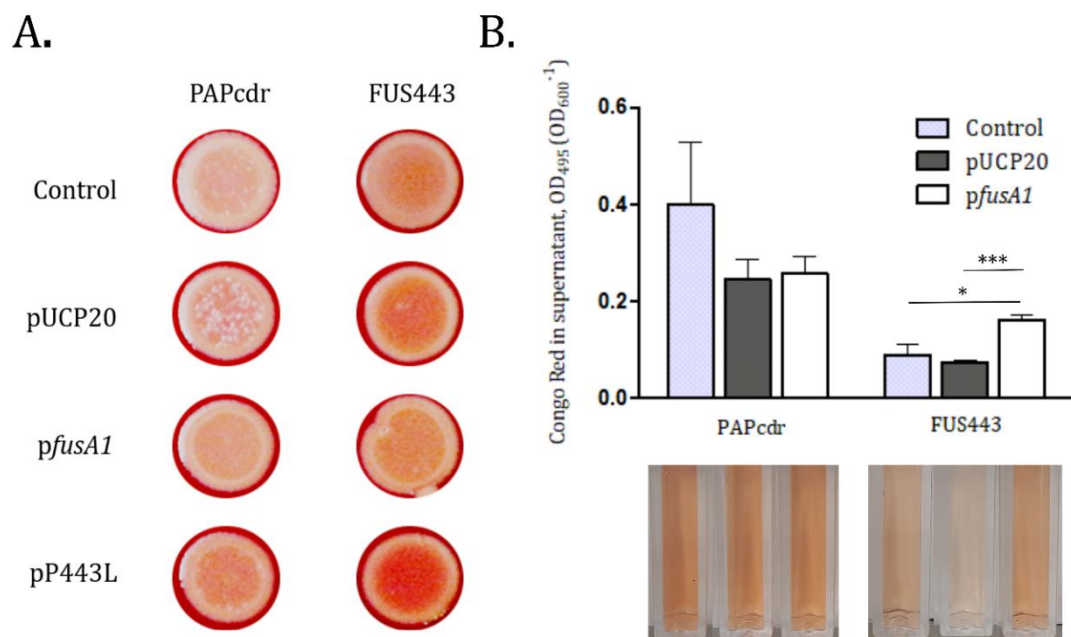 A.
PAPcdr FUS443
Control
pUCP20
pfusA1
pP443L
B.
Congo Red in supernatant, OD495 (OD600-1)
0.6
0.4
0.2
0.0
Control
pUCP20
pfusA1
***
*
PAPcdr FUS443